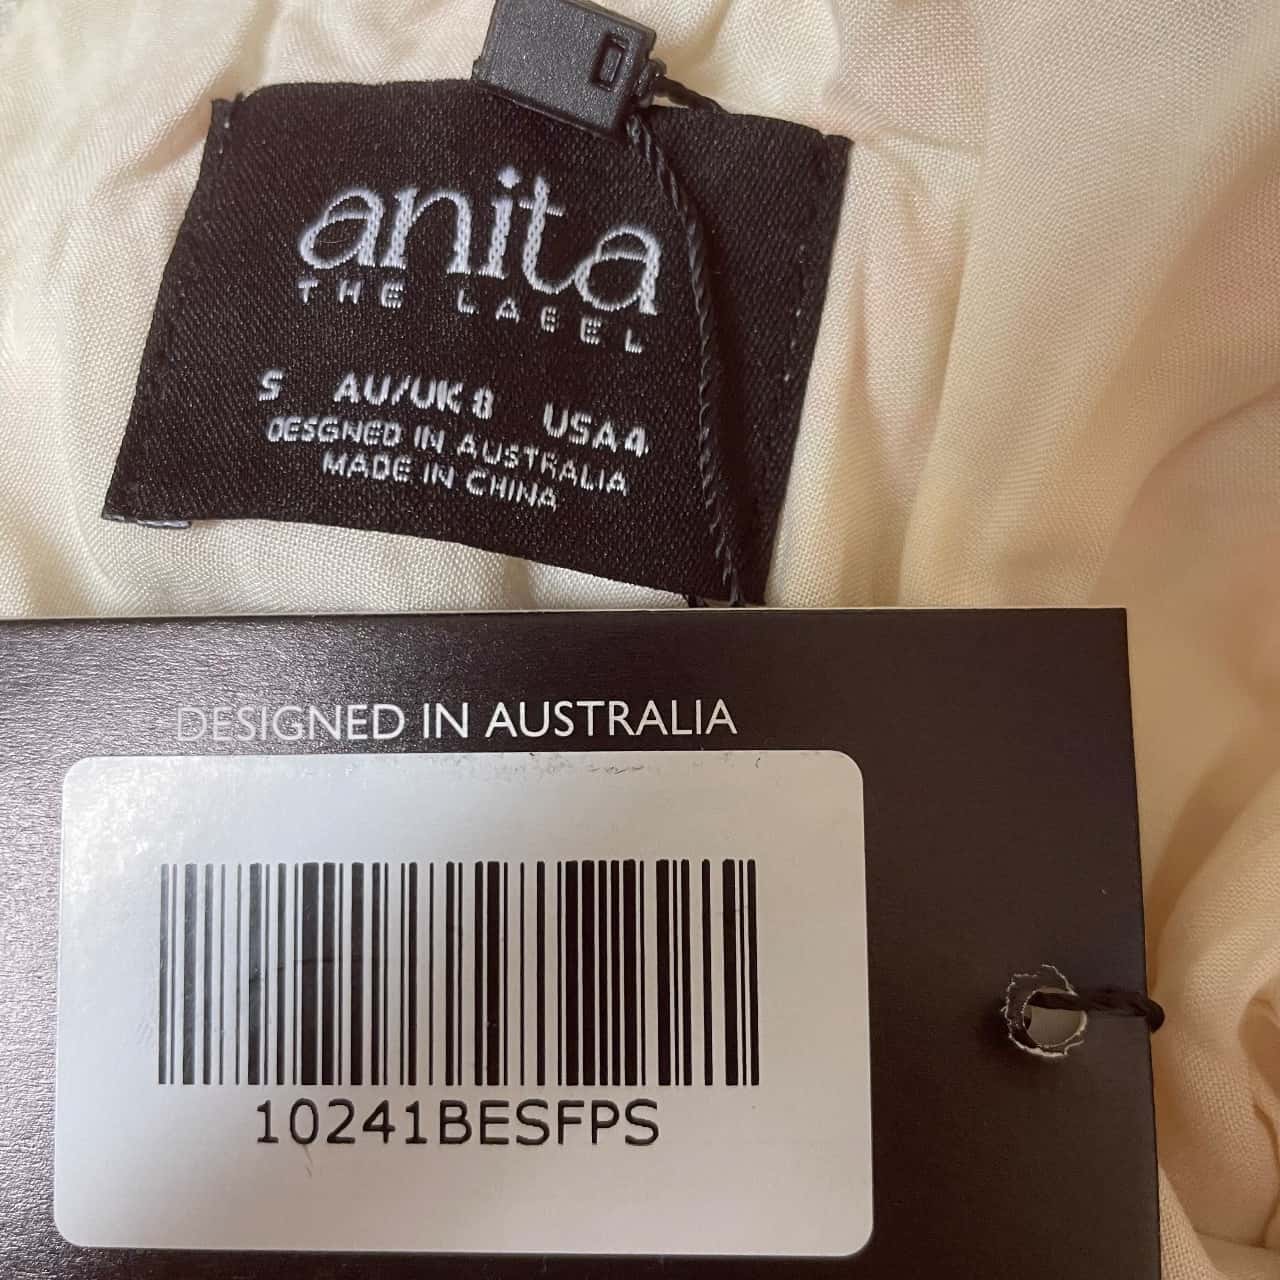 anita
THE LABEL
S AU/UK 8 USA 4
DESGNED IN AUSTRALIA
MADE IN CHINA
DESIGNED IN AUSTRALIA
10241BESFPS